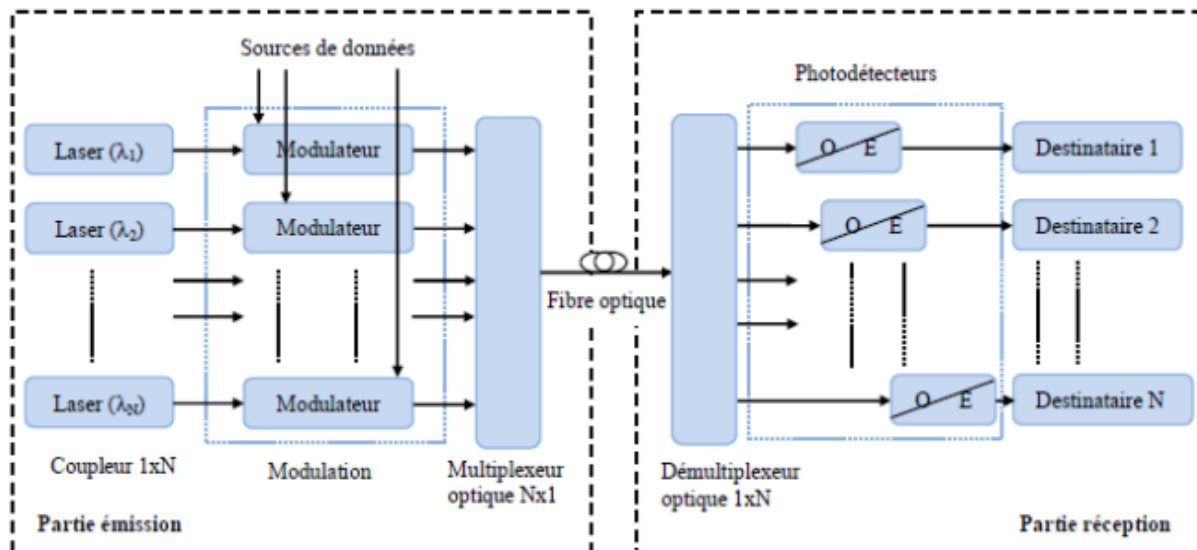 Sources de données
Photodétecteurs
Laser (λ1)
Modulateur
O E
Destinataire 1
Laser (λ2)
Modulateur
O E
Destinataire 2
Fibre optique
Laser (λN)
Modulateur
O E
Destinataire N
Coupleur 1xN
Modulation
Multiplexeur
optique Nx1
Démultiplexeur
optique 1xN
Partie émission
Partie réception